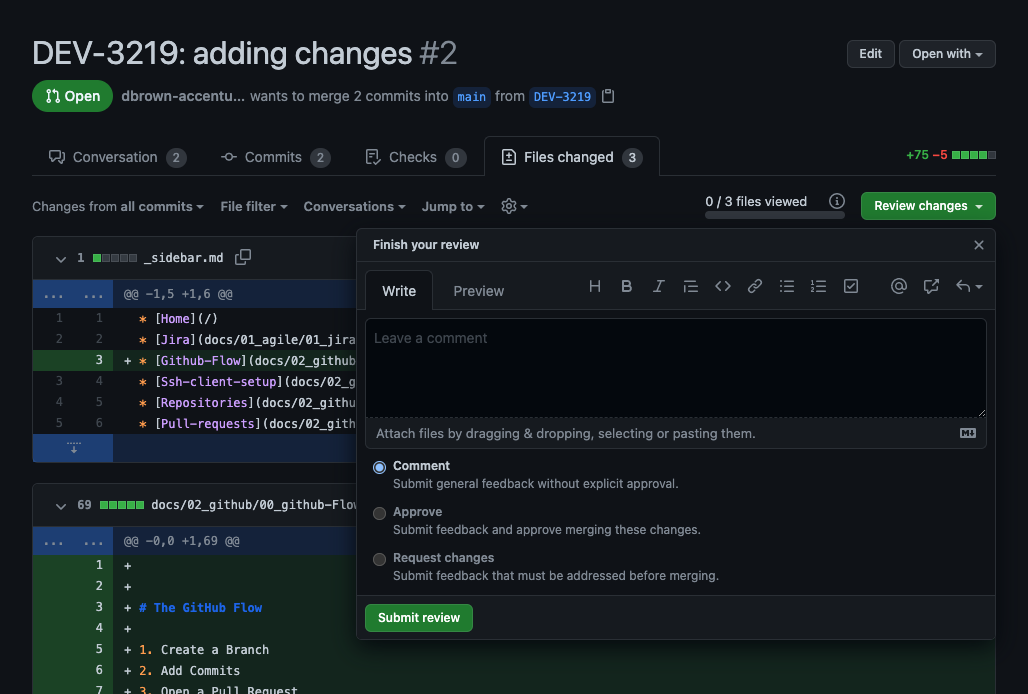 DEV-3219: adding changes #2
Edit
Open with
Open
dbrown-accentu... wants to merge 2 commits into main from DEV-3219
Conversation 2
Commits 2
Checks 0
Files changed 3
+75 −5
Changes from all commits
File filter
Conversations
Jump to
0 / 3 files viewed
Review changes
1 _sidebar.md
... ... @@ -1,5 +1,6 @@
1 1 * [Home](/)
2 2 * [Jira](docs/01_agile/01_jira
3 + * [Github-Flow](docs/02_github
3 4 * [Ssh-client-setup](docs/02_g
4 5 * [Repositories](docs/02_githu
5 6 * [Pull-requests](docs/02_gith
69 docs/02_github/00_github-Flow
... ... @@ -0,0 +1,69 @@
1 +
2 +
3 + # The GitHub Flow
4 +
5 + 1. Create a Branch
6 + 2. Add Commits
7 + 3. Open a Pull Request
Finish your review
Write
Preview
Leave a comment
Attach files by dragging & dropping, selecting or pasting them.
Comment
Submit general feedback without explicit approval.
Approve
Submit feedback and approve merging these changes.
Request changes
Submit feedback that must be addressed before merging.
Submit review